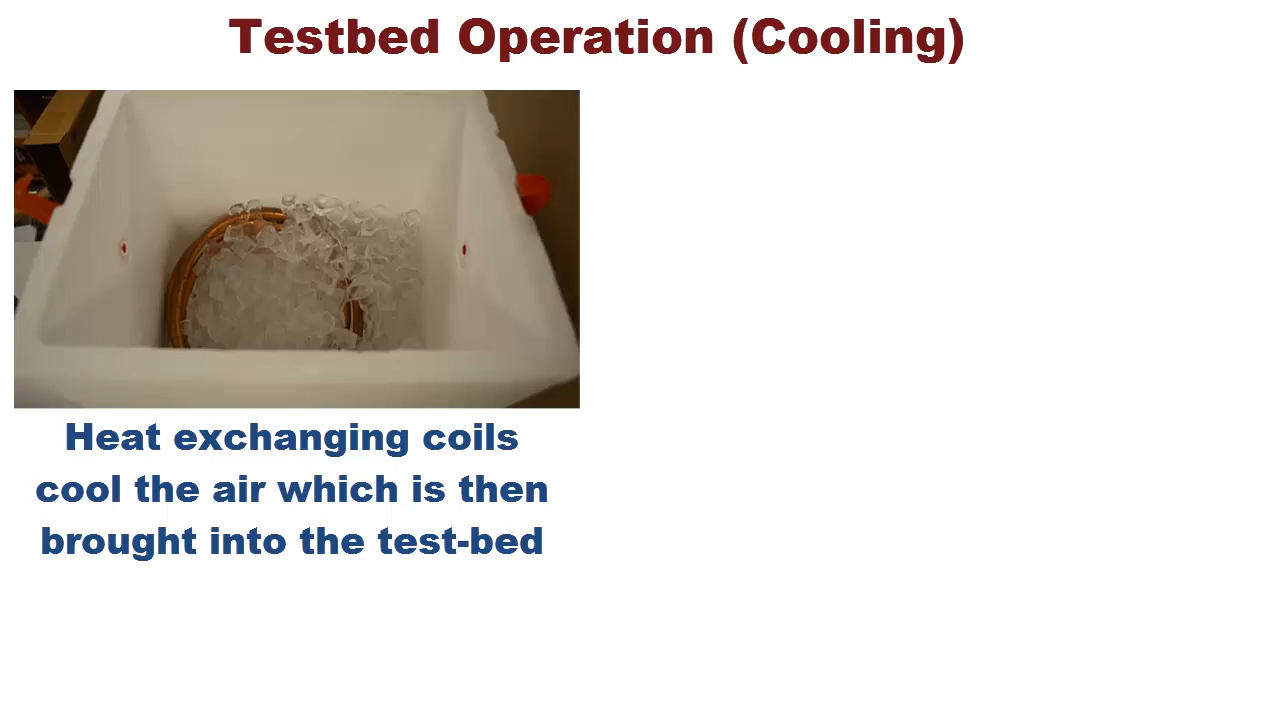 Testbed Operation (Cooling)
Heat exchanging coils
cool the air which is then
brought into the test-bed